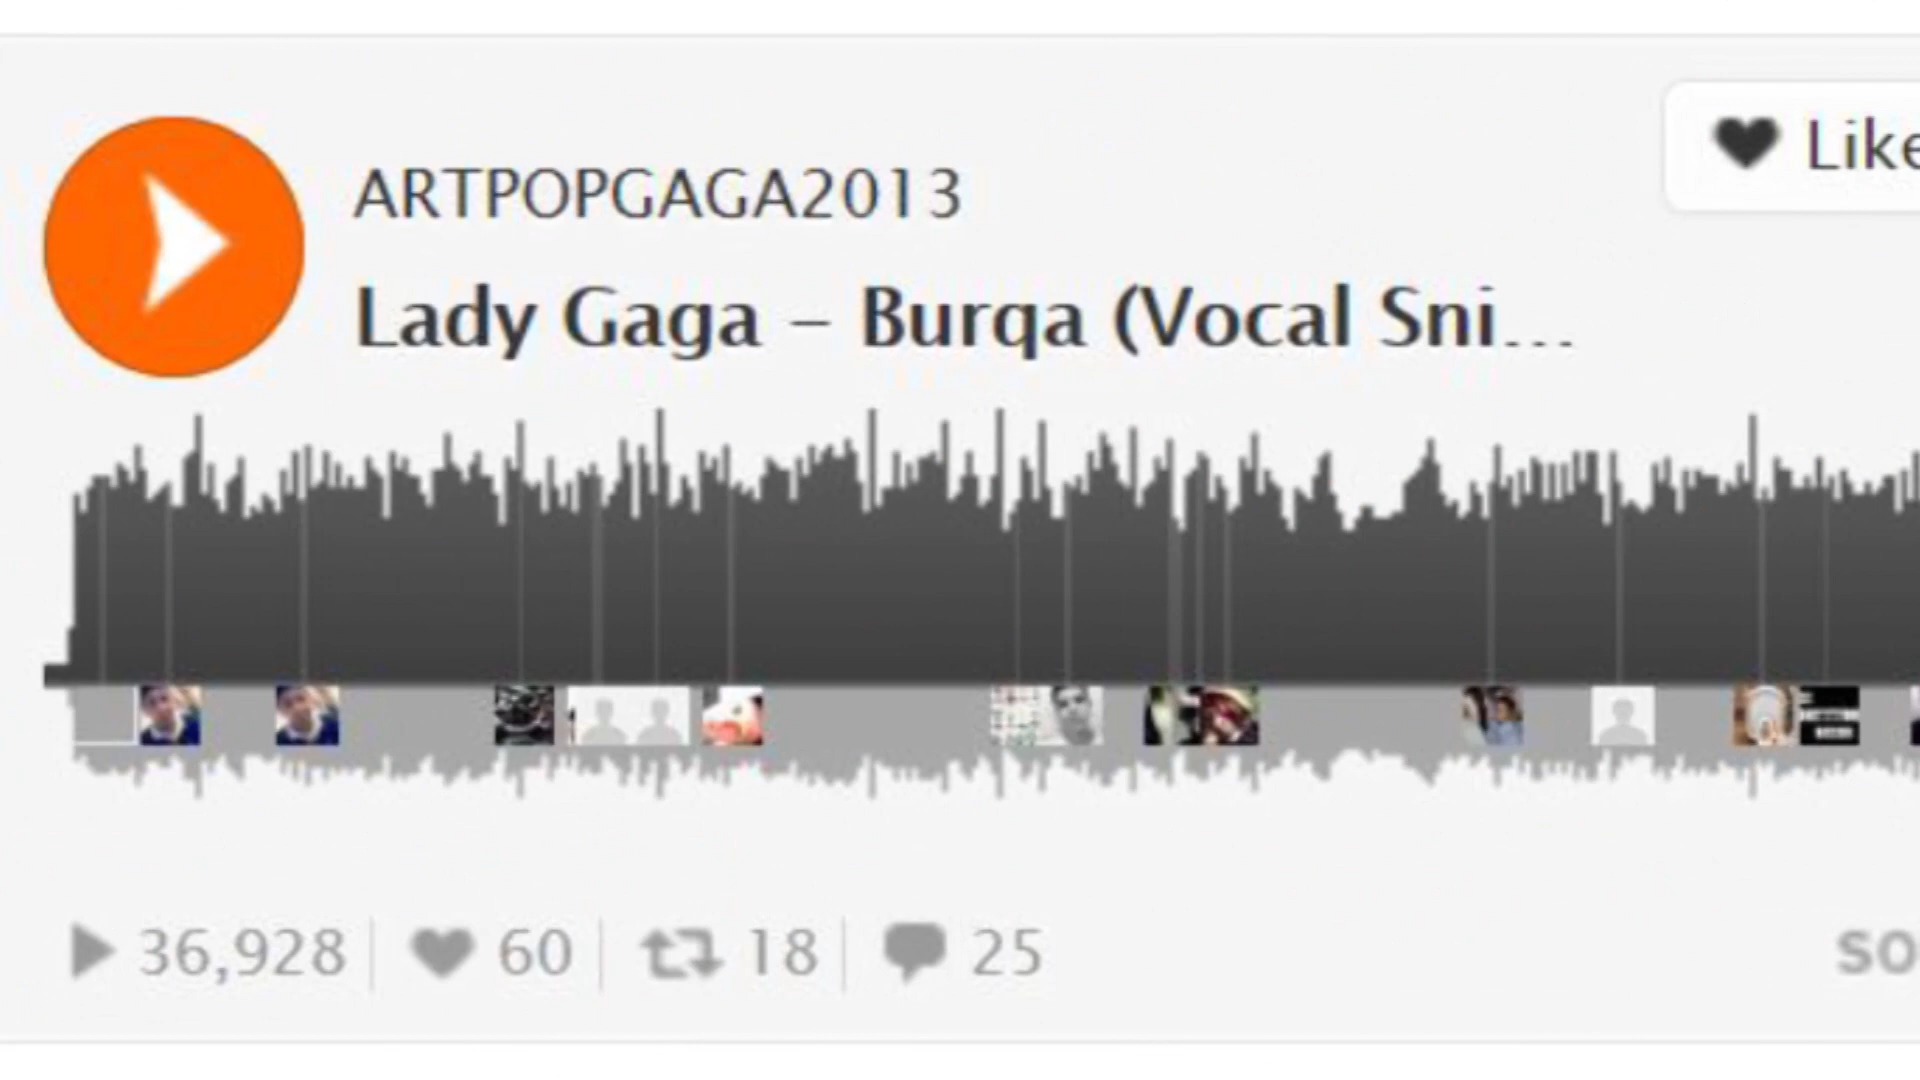 Like
ARTPOPGAGA2013
Lady Gaga – Burqa (Vocal Sni...
36,928 60 18 25
SO